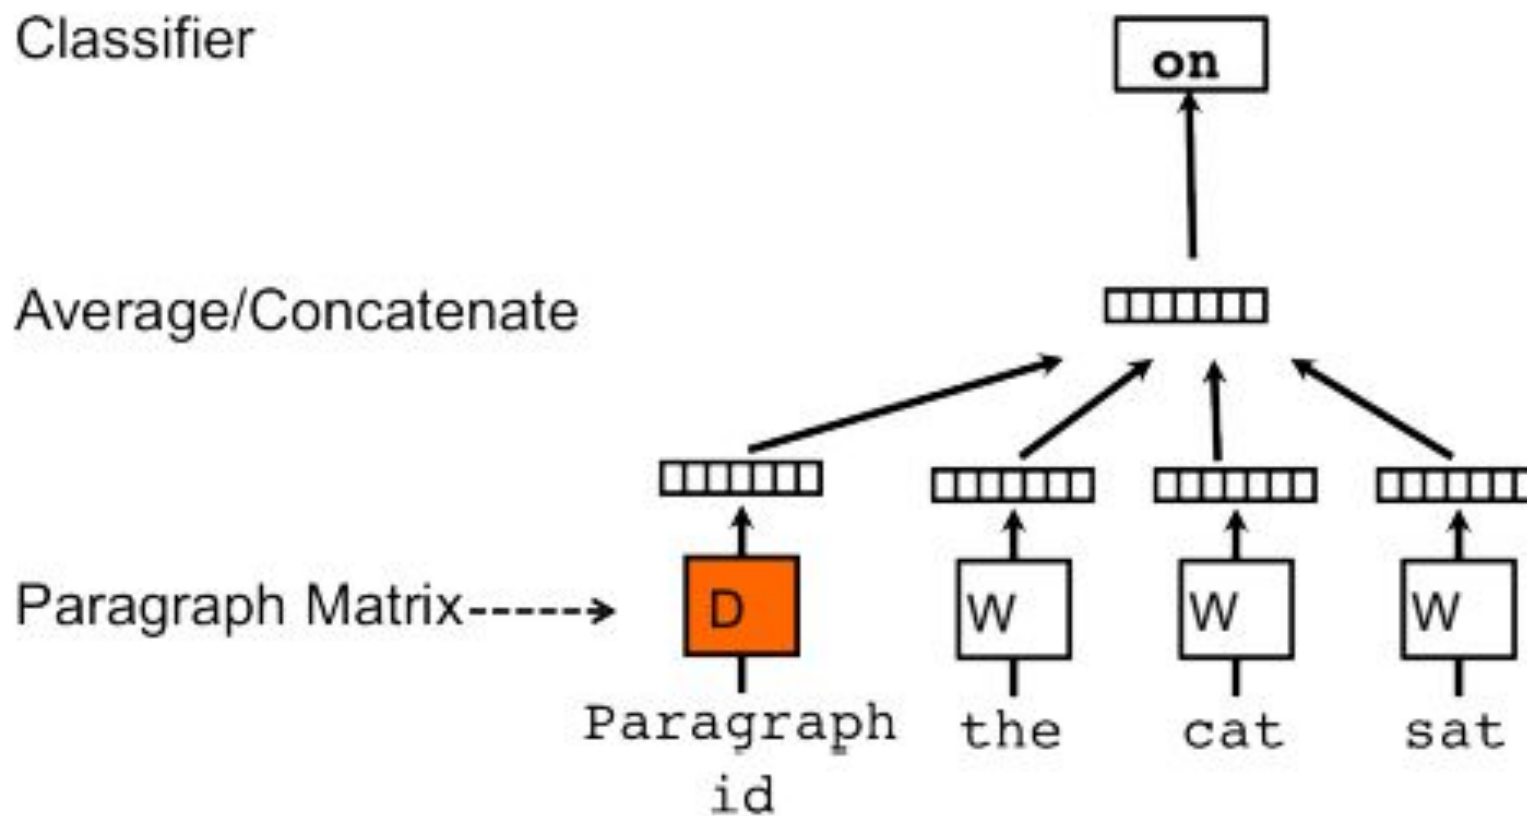 Classifier
on
Average/Concatenate
Paragraph Matrix
D
W
W
W
Paragraph
id
the
cat
sat